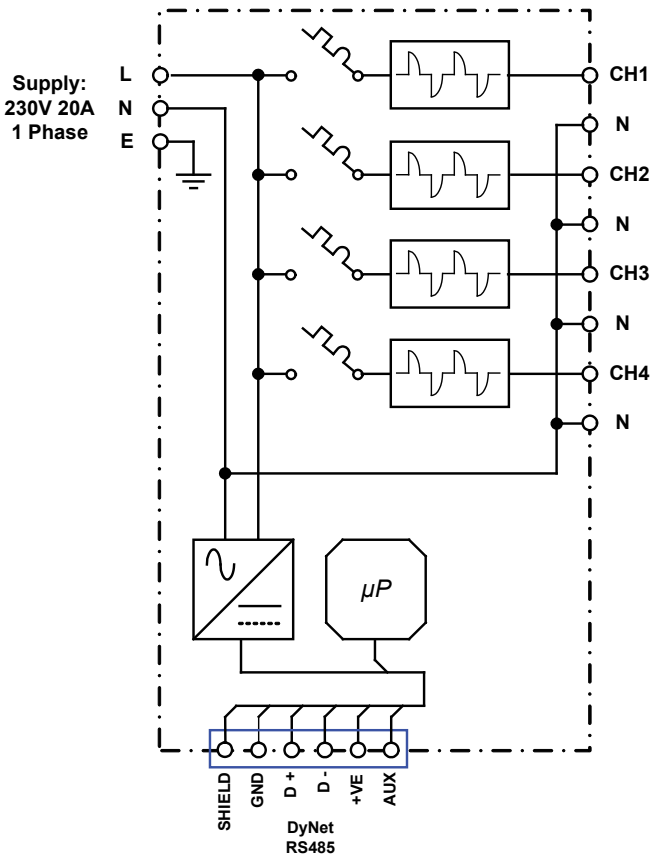 Supply:
230V 20A
1 Phase
L
N
E
CH1
N
CH2
N
CH3
N
CH4
N
µP
SHIELD
GND
D +
D -
+VE
AUX
DyNet
RS485